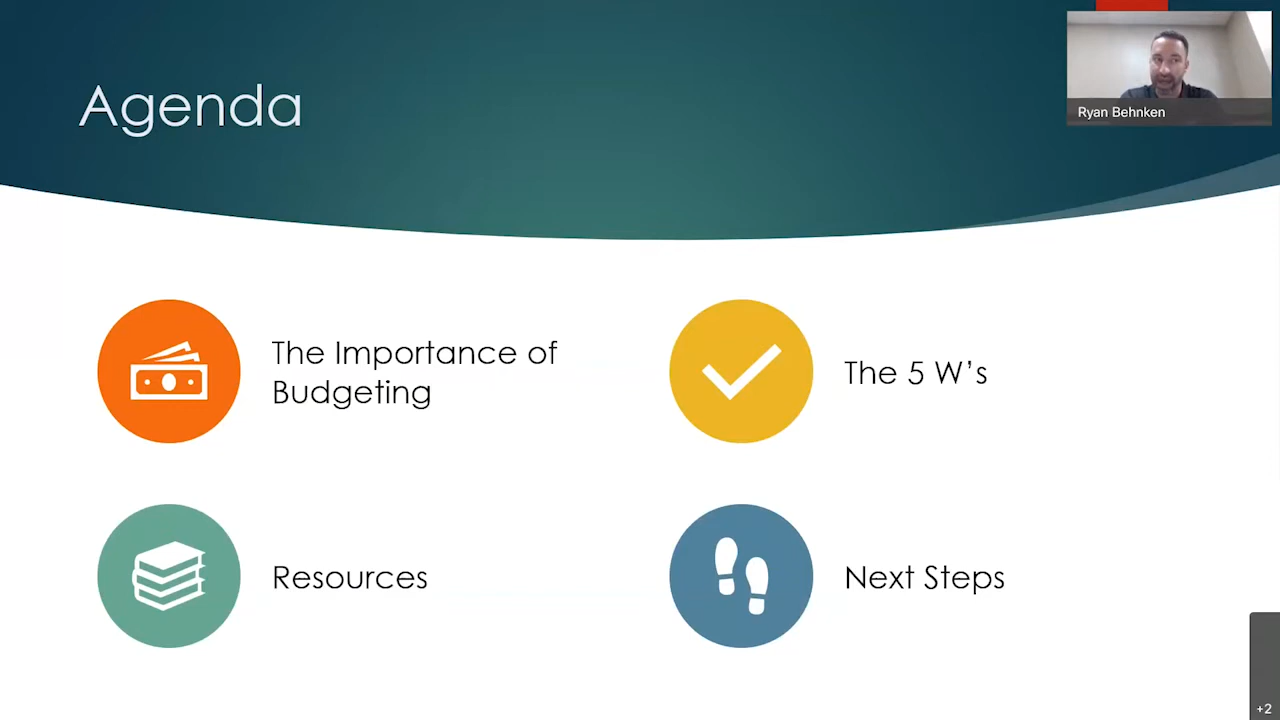 Agenda
Ryan Behnken
The Importance of
Budgeting
The 5 W’s
Resources
Next Steps
+2